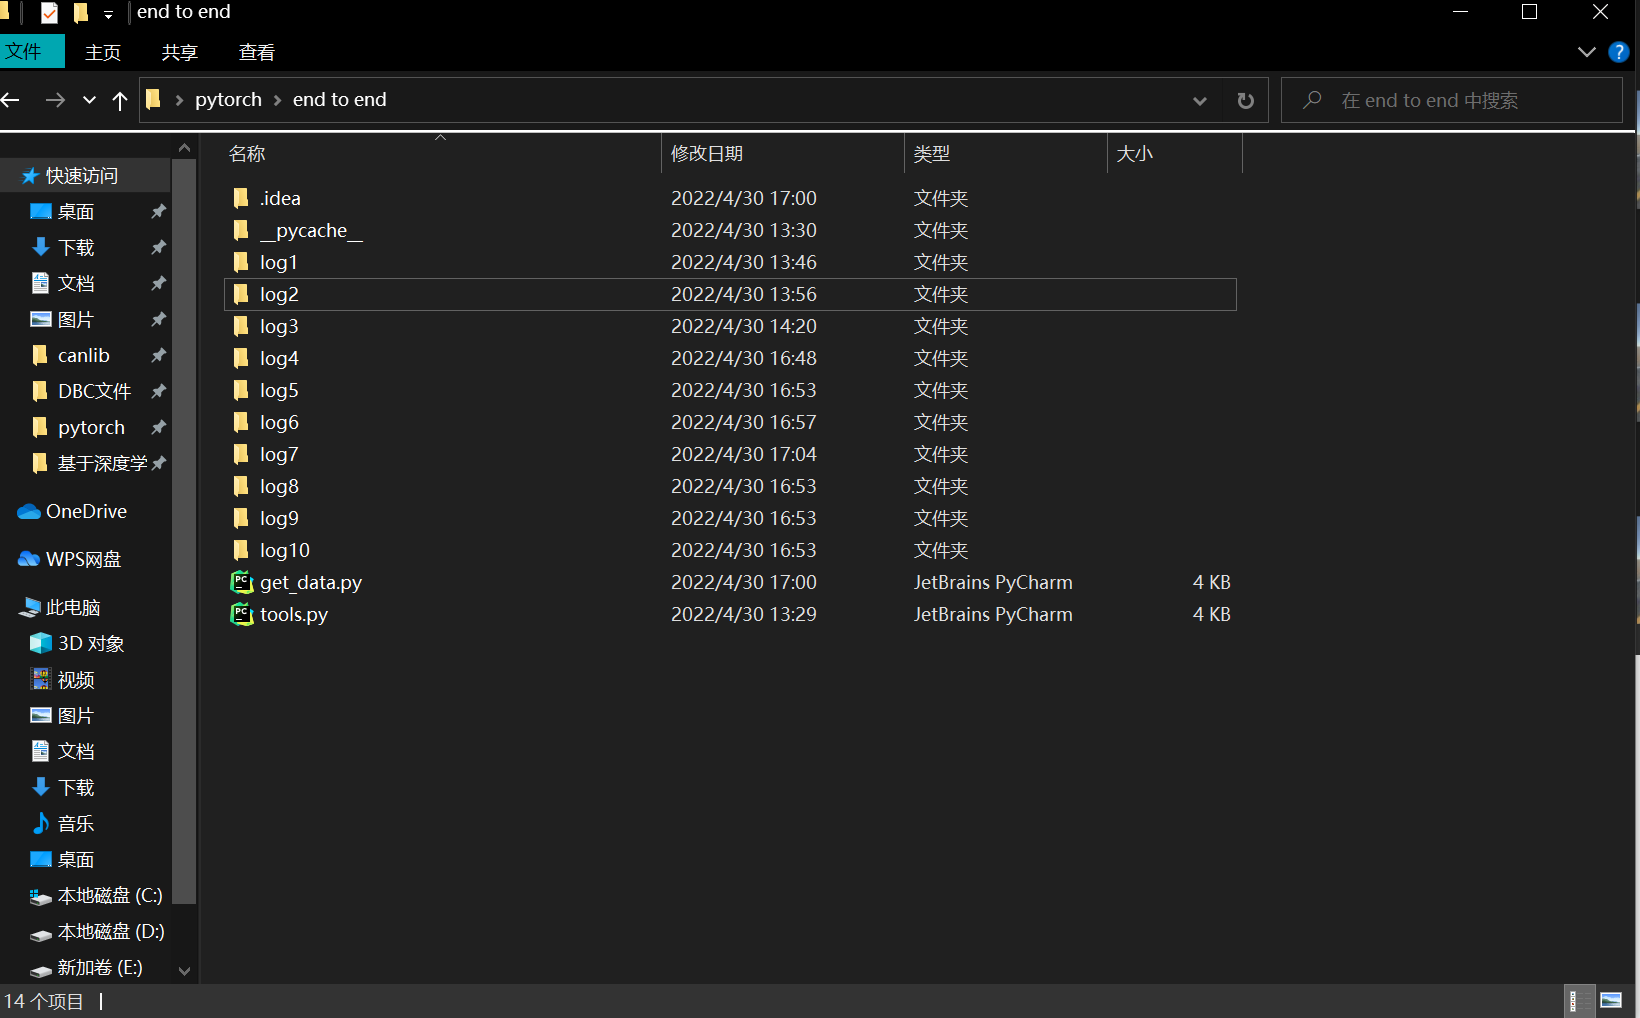 end to end
文件 主页 共享 查看
pytorch end to end 在 end to end 中搜索
名称 修改日期 类型 大小
快速访问
桌面
下载
文档
图片
canlib
DBC文件
pytorch
基于深度学
OneDrive
WPS网盘
此电脑
3D 对象
视频
图片
文档
下载
音乐
桌面
本地磁盘 (C:)
本地磁盘 (D:)
新加卷 (E:)
.idea 2022/4/30 17:00 文件夹
__pycache__ 2022/4/30 13:30 文件夹
log1 2022/4/30 13:46 文件夹
log2 2022/4/30 13:56 文件夹
log3 2022/4/30 14:20 文件夹
log4 2022/4/30 16:48 文件夹
log5 2022/4/30 16:53 文件夹
log6 2022/4/30 16:57 文件夹
log7 2022/4/30 17:04 文件夹
log8 2022/4/30 16:53 文件夹
log9 2022/4/30 16:53 文件夹
log10 2022/4/30 16:53 文件夹
get_data.py 2022/4/30 17:00 JetBrains PyCharm 4 KB
tools.py 2022/4/30 13:29 JetBrains PyCharm 4 KB
14 个项目